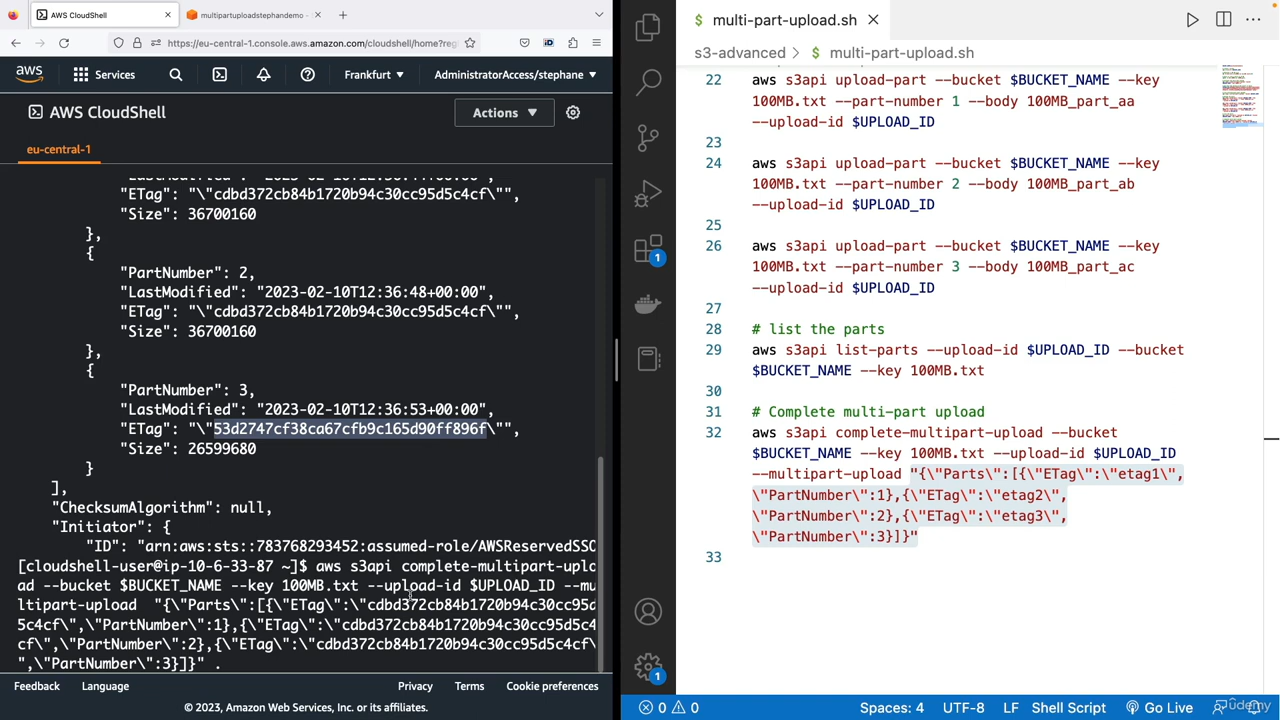 AWS CloudShell
multipartuploadstephandemo -
https://eu-central-1.console.aws.amazon.com/cloudshell/home?reg
aws
Services
AWS CloudShell
Actions
eu-central-1
"ETag": "\"cdbd372cb84b1720b94c30cc95d5c4cf\"",
"Size": 36700160
},
{
"PartNumber": 2,
"LastModified": "2023-02-10T12:36:48+00:00",
"ETag": "\"cdbd372cb84b1720b94c30cc95d5c4cf\"",
"Size": 36700160
},
{
"PartNumber": 3,
"LastModified": "2023-02-10T12:36:53+00:00",
"ETag": "\"53d2747cf38ca67cfb9c165d90ff896f\"",
"Size": 26599680
}
],
"ChecksumAlgorithm": null,
"Initiator": {
"ID": "arn:aws:sts::783768293452:assumed-role/AWSReservedSSO
[cloudshell-user@ip-10-6-33-87 ~]$ aws s3api complete-multipart-uplo
ad --bucket $BUCKET_NAME --key 100MB.txt --upload-id $UPLOAD_ID --mu
ltipart-upload "{\"Parts\":[{\"ETag\":\"cdbd372cb84b1720b94c30cc95d
5c4cf\",\"PartNumber\":1},{\"ETag\":\"cdbd372cb84b1720b94c30cc95d5c4
cf\",\"PartNumber\":2},{\"ETag\":\"cdbd372cb84b1720b94c30cc95d5c4cf\
",\"PartNumber\":3}]}" .
Feedback Language Privacy Terms Cookie preferences
© 2023, Amazon Web Services, Inc. or its affiliates.
$ multi-part-upload.sh
s3-advanced > $ multi-part-upload.sh
22 aws s3api upload-part --bucket $BUCKET_NAME --key
100MB.txt --part-number 1 --body 100MB_part_aa
--upload-id $UPLOAD_ID
23
24 aws s3api upload-part --bucket $BUCKET_NAME --key
100MB.txt --part-number 2 --body 100MB_part_ab
--upload-id $UPLOAD_ID
25
26 aws s3api upload-part --bucket $BUCKET_NAME --key
100MB.txt --part-number 3 --body 100MB_part_ac
--upload-id $UPLOAD_ID
27
28 # list the parts
29 aws s3api list-parts --upload-id $UPLOAD_ID --bucket
$BUCKET_NAME --key 100MB.txt
30
31 # Complete multi-part upload
32 aws s3api complete-multipart-upload --bucket
$BUCKET_NAME --key 100MB.txt --upload-id $UPLOAD_ID
--multipart-upload "{\"Parts\":[{\"ETag\":\"etag1\",
\"PartNumber\":1},{\"ETag\":\"etag2\",
\"PartNumber\":2},{\"ETag\":\"etag3\",
\"PartNumber\":3}]}"
33
1
1
0 0 Spaces: 4 UTF-8 LF Shell Script Go Live
Udemy